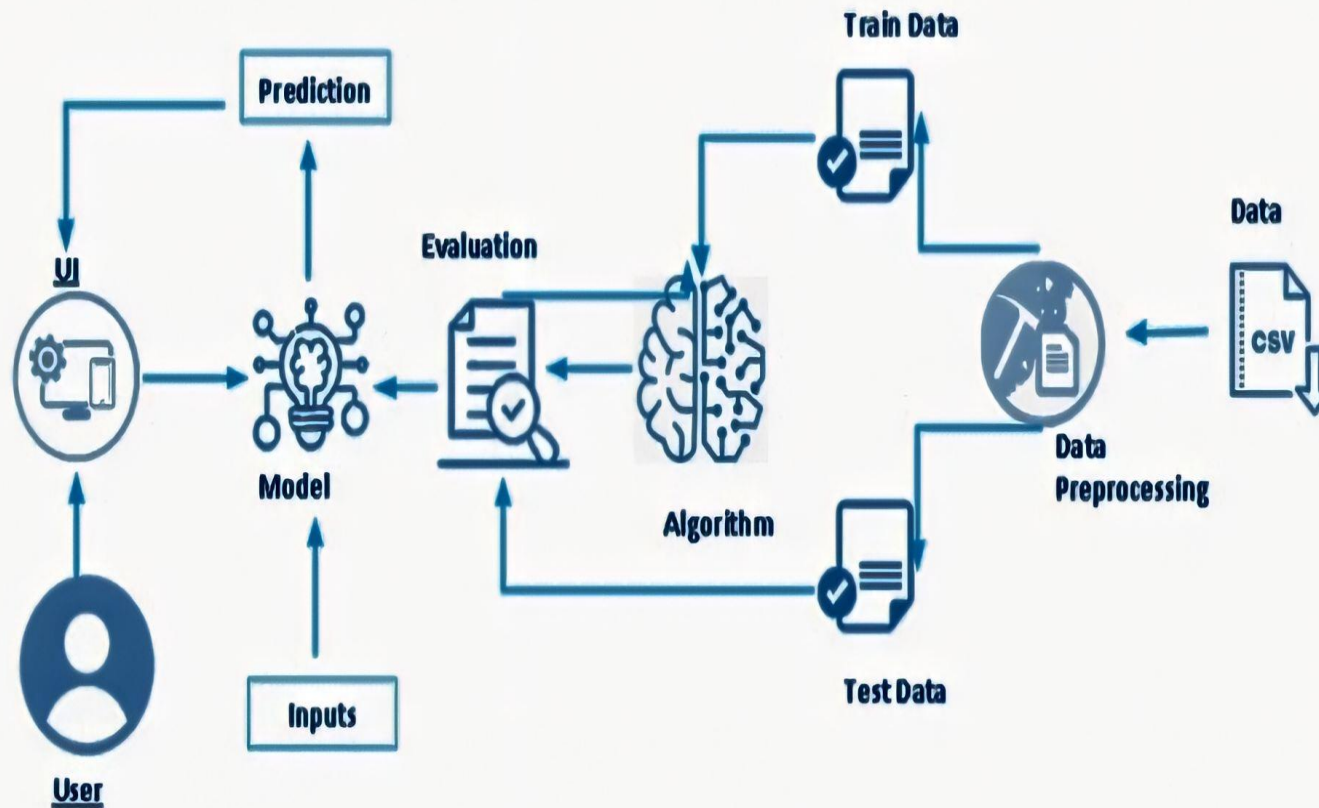 Train Data
Prediction
Data
UI
Evaluation
CSV
Data
Preprocessing
Model
Algorithm
Test Data
Inputs
User